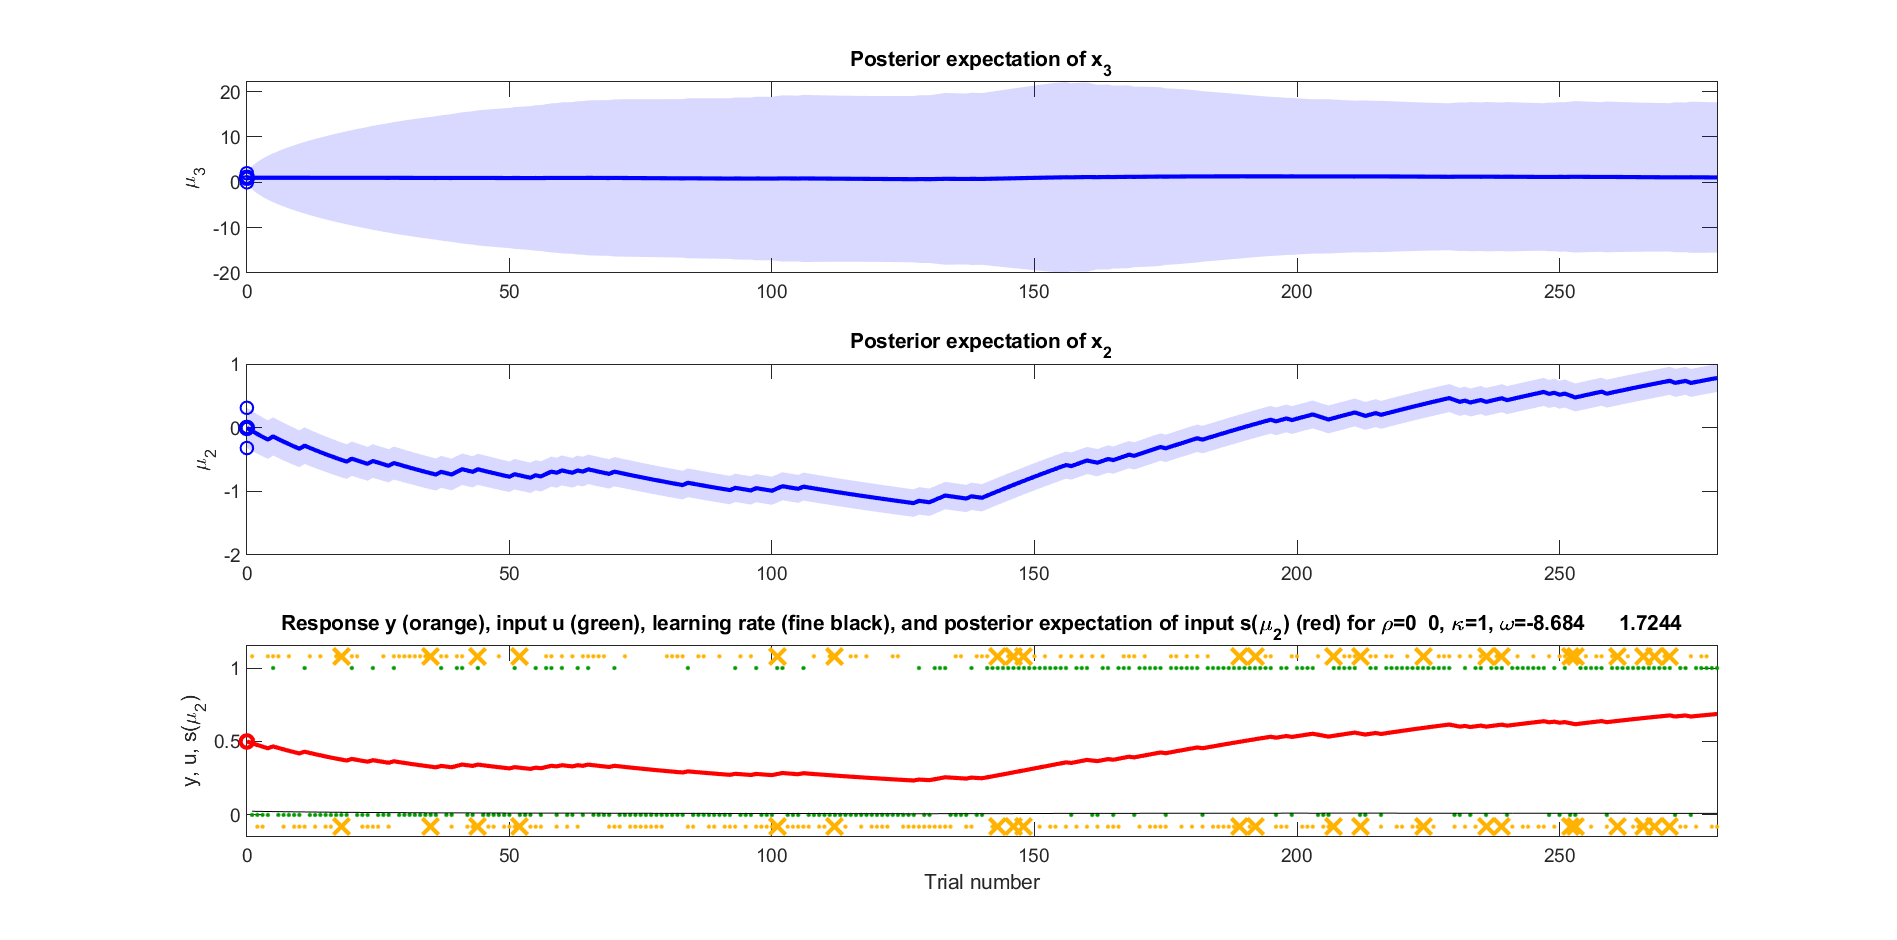 Posterior expectation of x3
20
10
0
-10
-20
μ3
0 50 100 150 200 250
Posterior expectation of x2
1
0
-1
-2
μ2
0 50 100 150 200 250
Response y (orange), input u (green), learning rate (fine black), and posterior expectation of input s(μ2) (red) for ρ=0 0, κ=1, ω=-8.684 1.7244
1
0.5
0
y, u, s(μ2)
0 50 100 150 200 250
Trial number